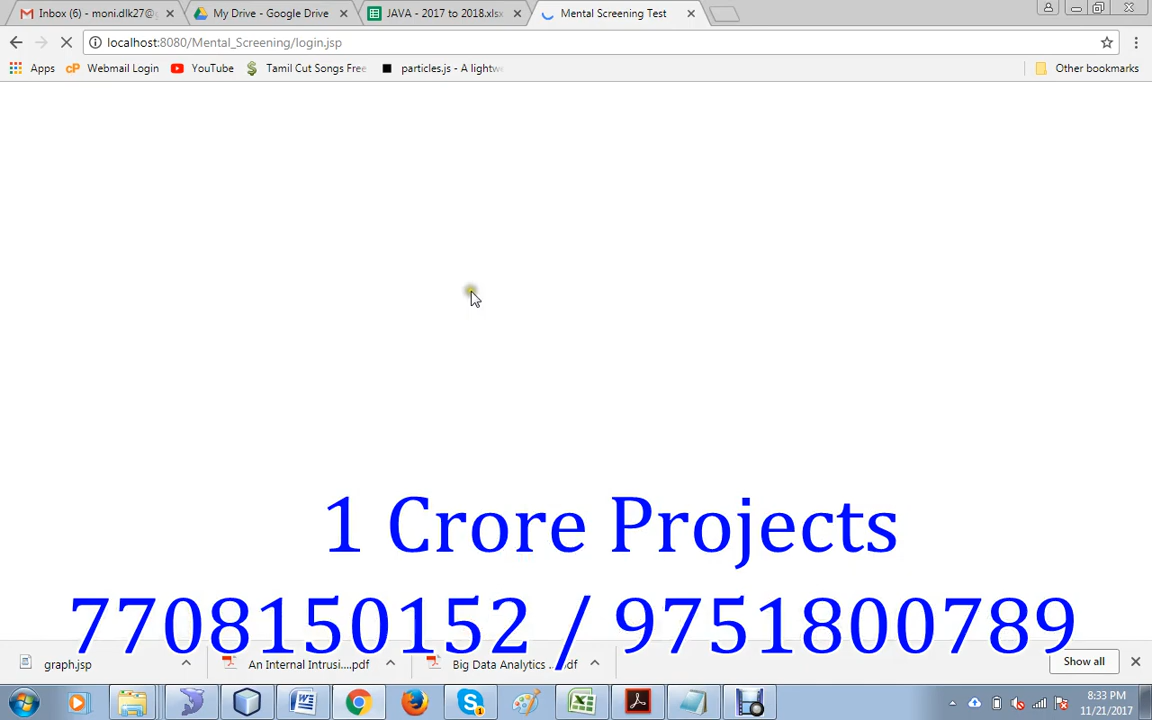 Inbox (6) - moni.dlk27@
My Drive - Google Drive
JAVA - 2017 to 2018.xlsx
Mental Screening Test
localhost:8080/Mental_Screening/login.jsp
Apps
Webmail Login
YouTube
Tamil Cut Songs Free
particles.js - A lightw
Other bookmarks
1 Crore Projects
7708150152 / 9751800789
graph.jsp
An Internal Intrusi....pdf
Big Data Analytics ...df
Show all
8:33 PM
11/21/2017